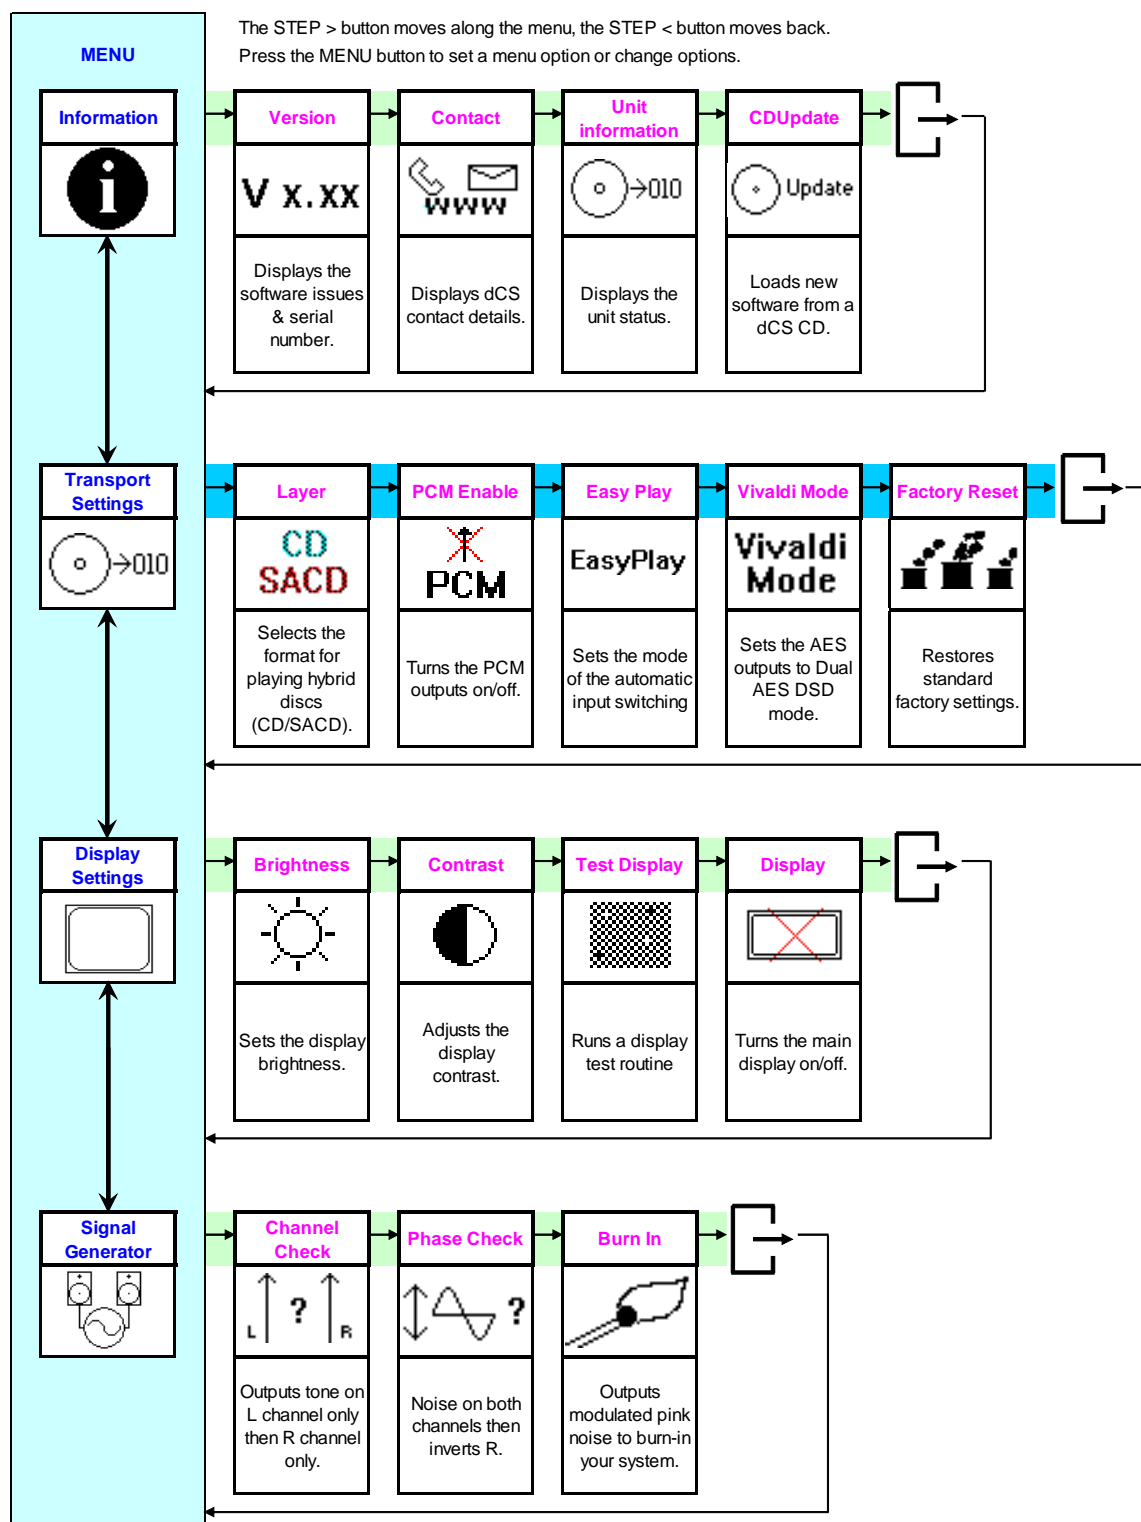 The STEP > button moves along the menu, the STEP < button moves back.
MENU
Press the MENU button to set a menu option or change options.
Information
Version
Contact
Unit
information
CDUpdate
V x.xx
www
→010
Update
Displays the
software issues
& serial
number.
Displays dCS
contact details.
Displays the
unit status.
Loads new
software from a
dCS CD.
Transport
Settings
Layer
PCM Enable
Easy Play
Vivaldi Mode
Factory Reset
→010
CD
SACD
PCM
EasyPlay
Vivaldi
Mode
Selects the
format for
playing hybrid
discs
(CD/SACD).
Turns the PCM
outputs on/off.
Sets the mode
of the automatic
input switching
Sets the AES
outputs to Dual
AES DSD
mode.
Restores
standard
factory settings.
Display
Settings
Brightness
Contrast
Test Display
Display
Sets the display
brightness.
Adjusts the
display
contrast.
Runs a display
test routine
Turns the main
display on/off.
Signal
Generator
Channel
Check
Phase Check
Burn In
L ? R
?
Outputs tone on
L channel only
then R channel
only.
Noise on both
channels then
inverts R.
Outputs
modulated pink
noise to burn-in
your system.